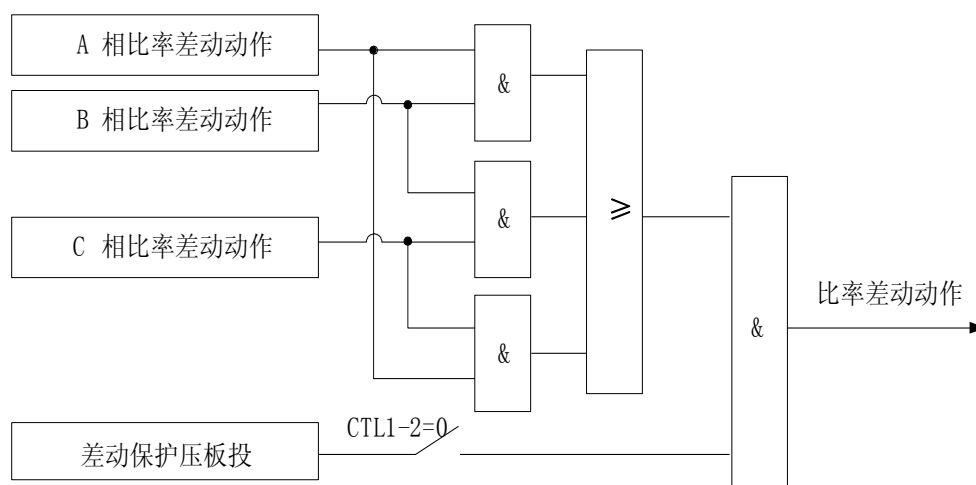 A 相比率差动动作
&
B 相比率差动动作
&
≥
C 相比率差动动作
比率差动动作
&
&
CTL1-2=0
差动保护压板投